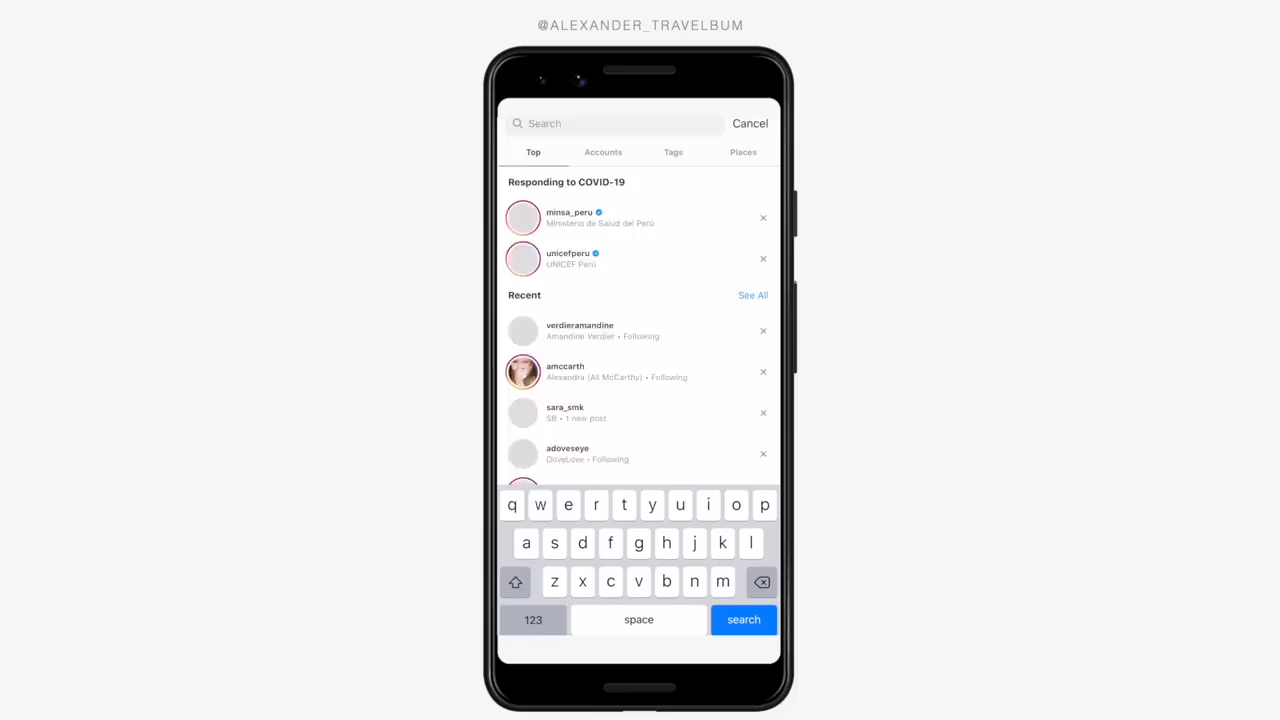 @ALEXANDER_TRAVELBUM
Search
Cancel
Top Accounts Tags Places
Responding to COVID-19
minsa_peru
Ministerio de Salud del Perú
unicefperu
UNICEF Perú
Recent See All
verdieramandine
Amandine Verdier • Following
amccarth
Alexandra (Ali McCarthy) • Following
sara_smk
SB • 1 new post
adoveseye
DoveLove • Following
q w e r t y u i o p
a s d f g h j k l
z x c v b n m
123 space search